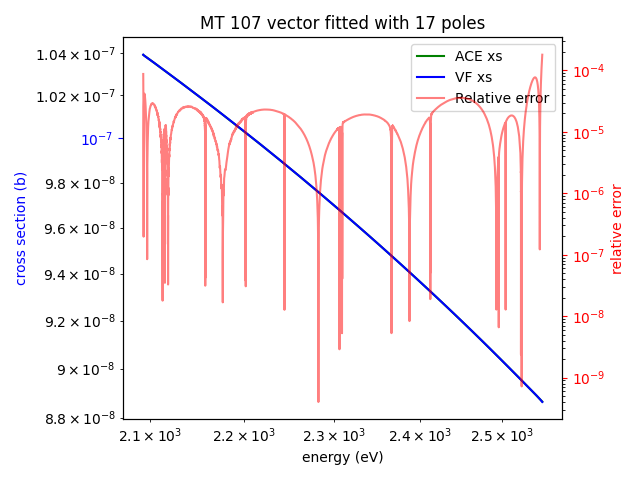 MT 107 vector fitted with 17 poles
ACE xs
VF xs
Relative error
1.04 × 10⁻⁷
1.02 × 10⁻⁷
10⁻⁷
9.8 × 10⁻⁸
9.6 × 10⁻⁸
9.4 × 10⁻⁸
9.2 × 10⁻⁸
9 × 10⁻⁸
8.8 × 10⁻⁸
cross section (b)
10⁻⁴
10⁻⁵
10⁻⁶
10⁻⁷
10⁻⁸
10⁻⁹
relative error
2.1 × 10³ 2.2 × 10³ 2.3 × 10³ 2.4 × 10³ 2.5 × 10³
energy (eV)